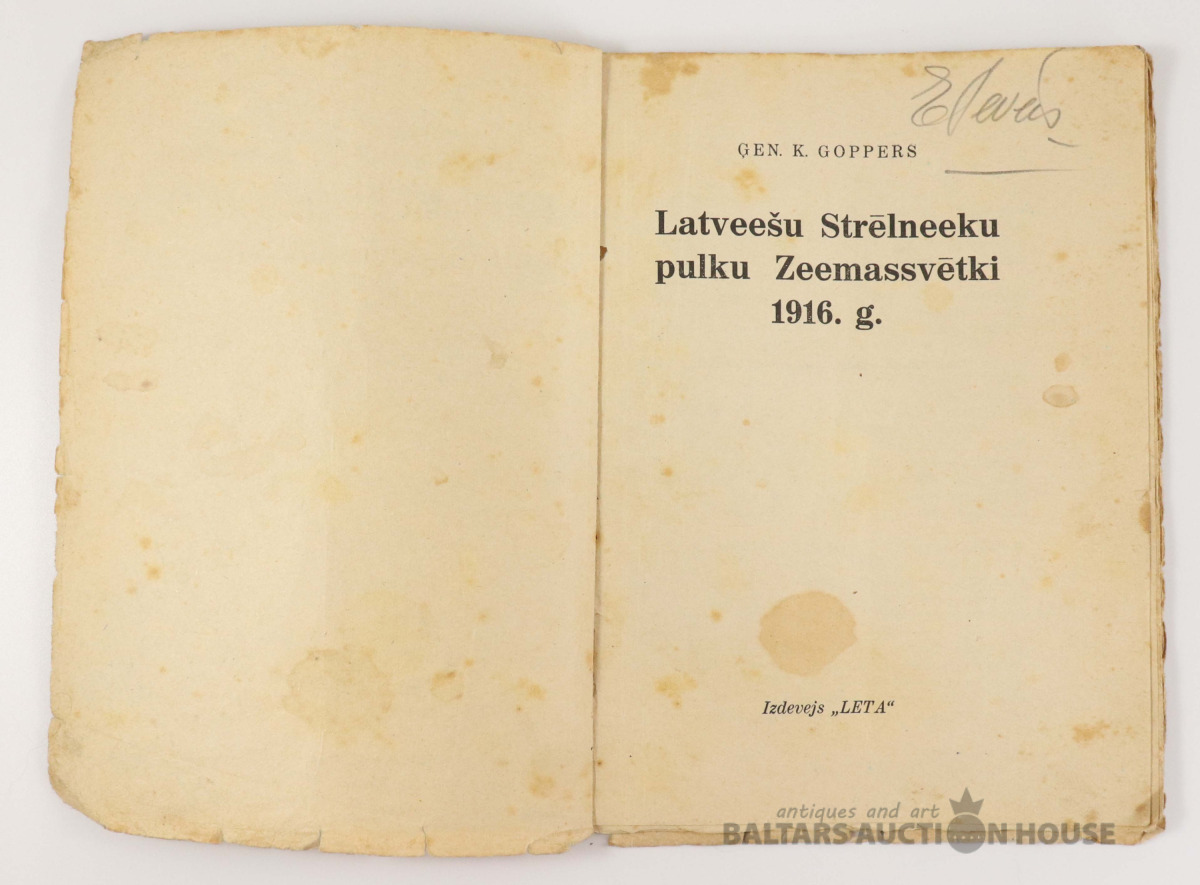 ĢEN. K. GOPPERS
Latveešu Strēlneeku
pulku Zeemassvētki
1916. g.
Izdevejs „LETA“
antiques and art
BALTARS AUCTION HOUSE